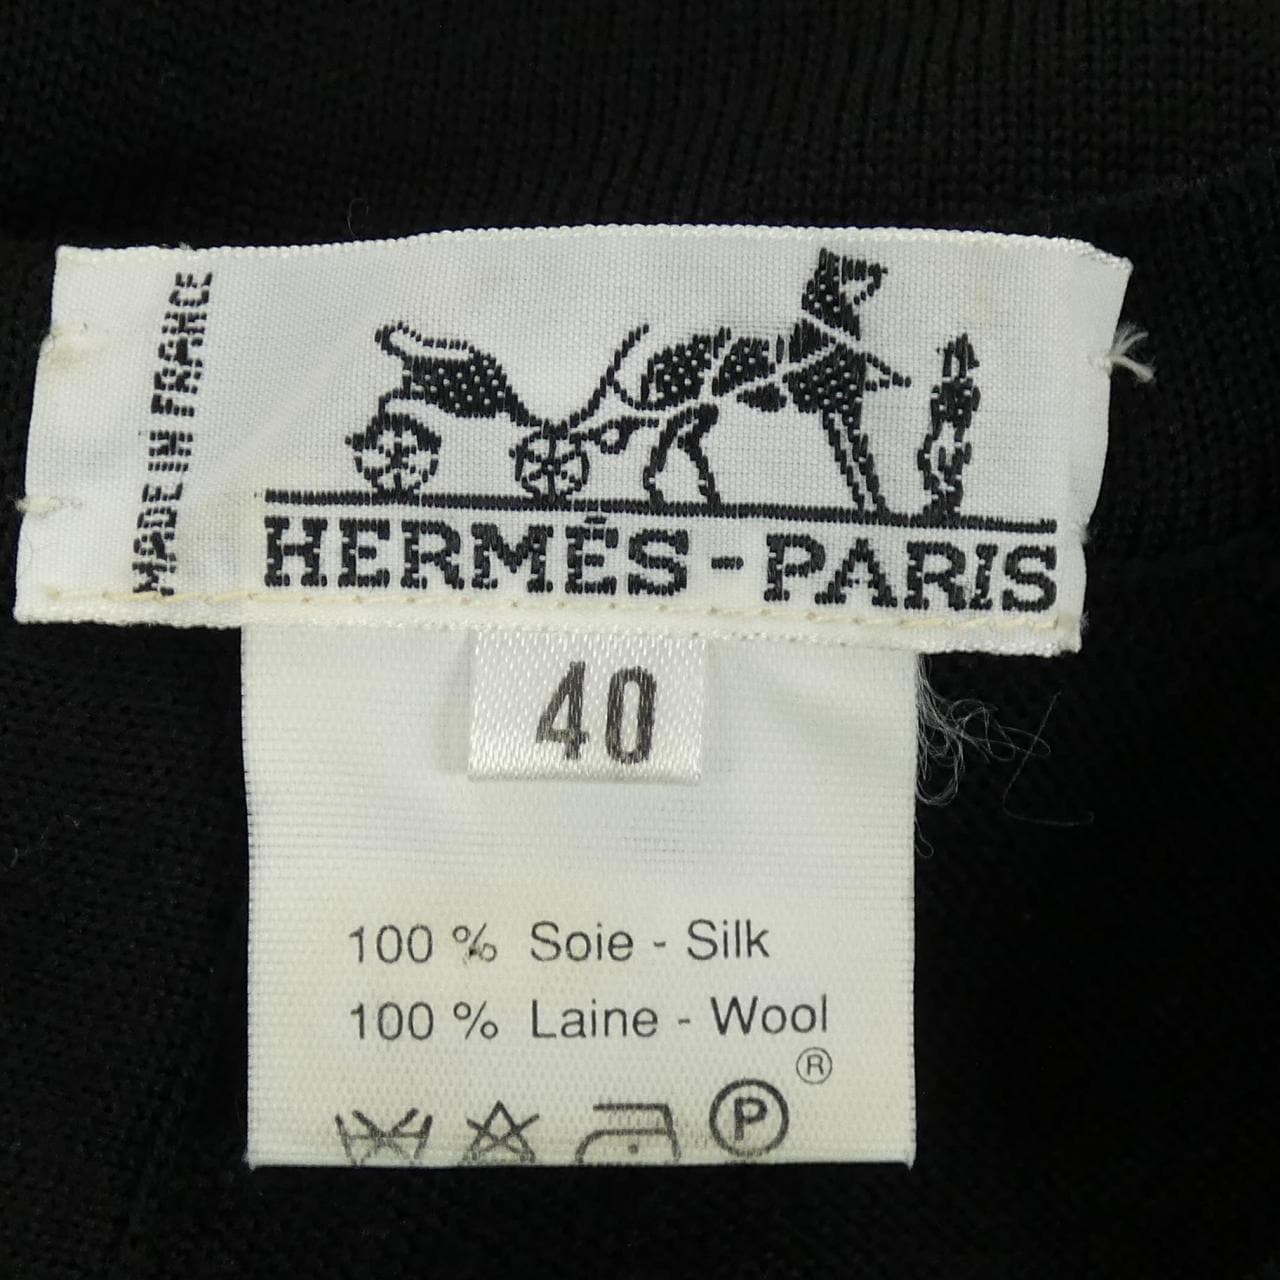 MADE IN FRANCE
HERMÈS-PARIS
40
100 % Soie - Silk
100 % Laine - Wool
®
P